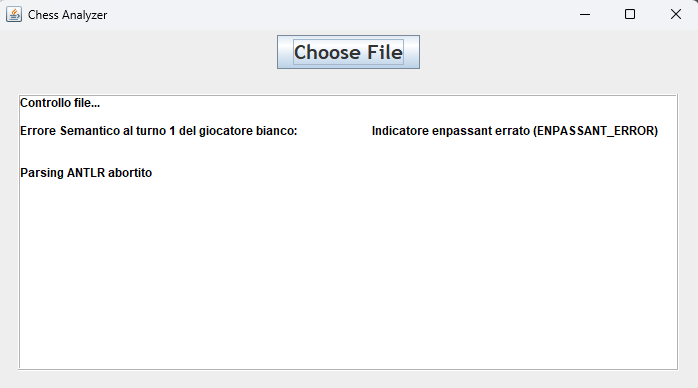 Chess Analyzer
Choose File
Controllo file...
Errore Semantico al turno 1 del giocatore bianco: Indicatore enpassant errato (ENPASSANT_ERROR)
Parsing ANTLR abortito